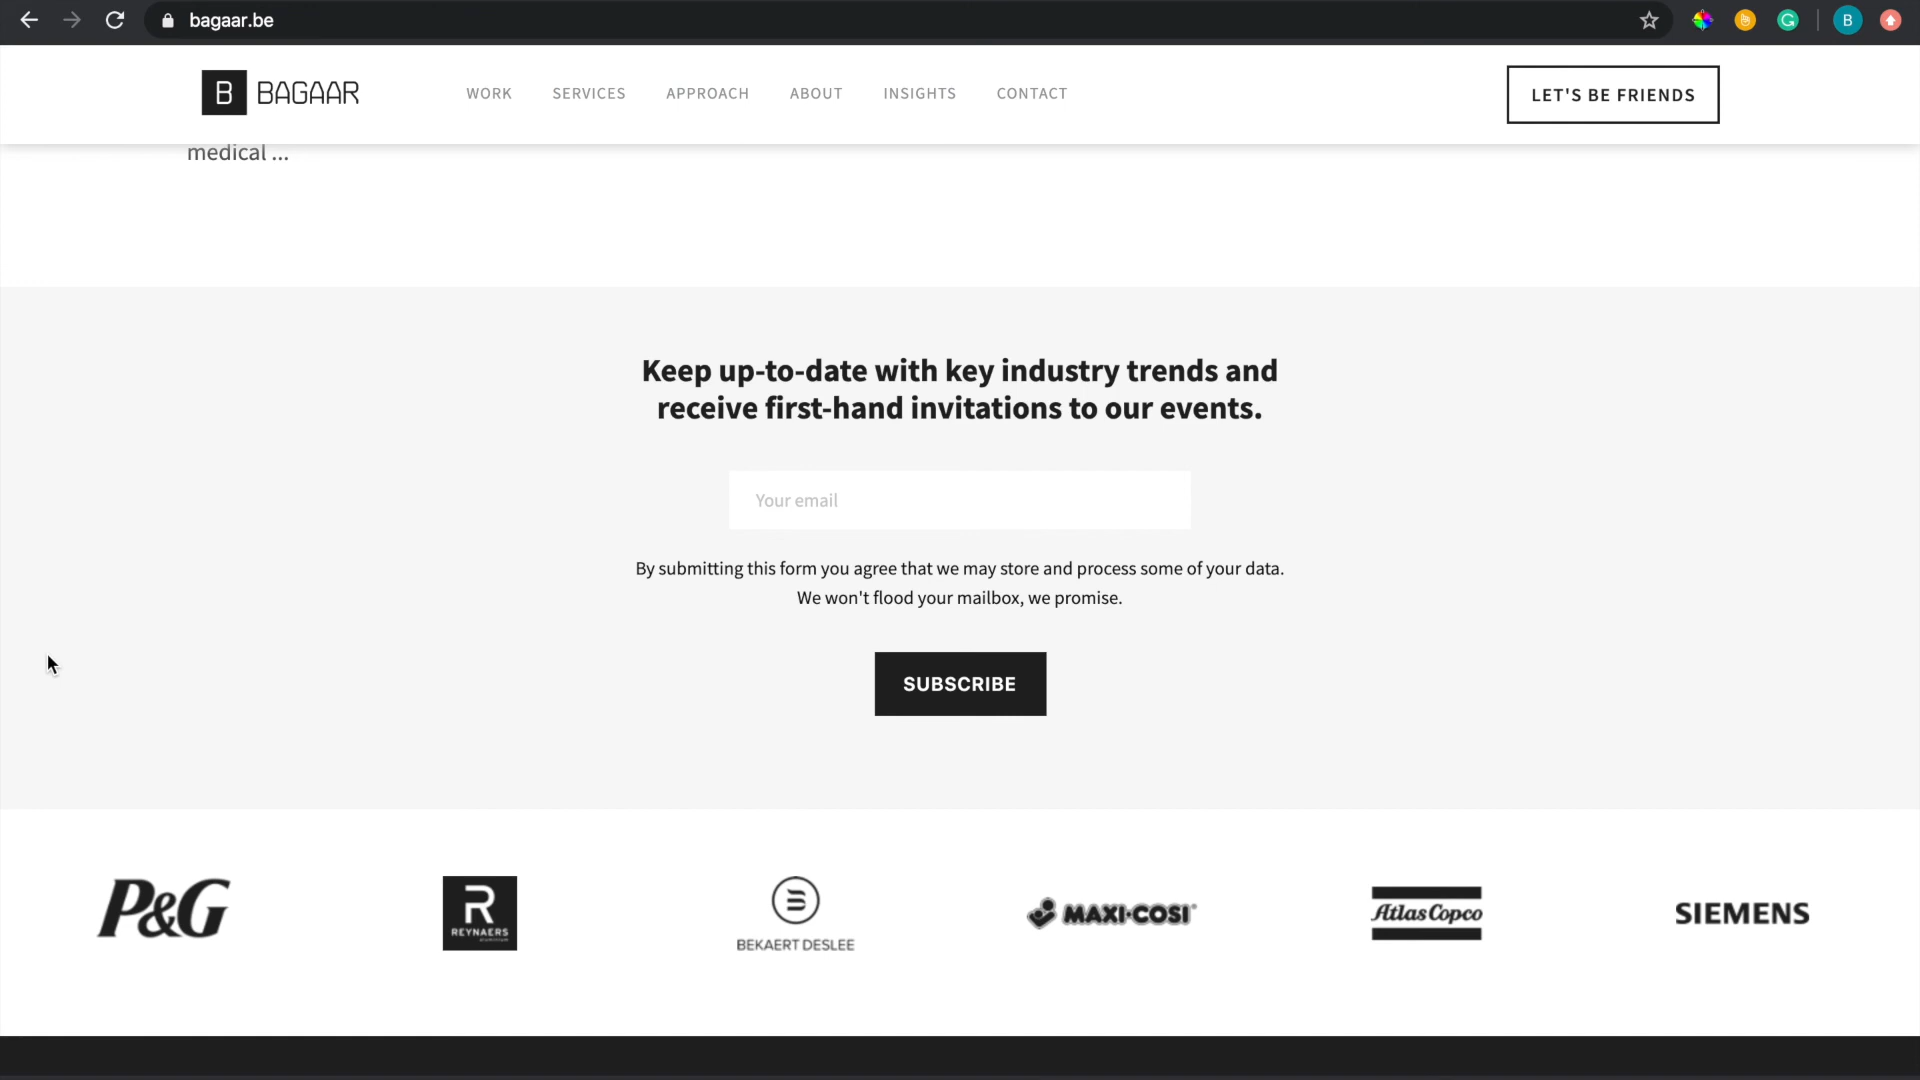 bagaar.be
B
B BAGAAR
WORK
SERVICES
APPROACH
ABOUT
INSIGHTS
CONTACT
LET'S BE FRIENDS
medical ...
Keep up-to-date with key industry trends and
receive first-hand invitations to our events.
Your email
By submitting this form you agree that we may store and process some of your data.
We won't flood your mailbox, we promise.
SUBSCRIBE
P&G
R
REYNAERS
aluminium
BEKAERT DESLEE
MAXI·COSI®
Atlas Copco
SIEMENS